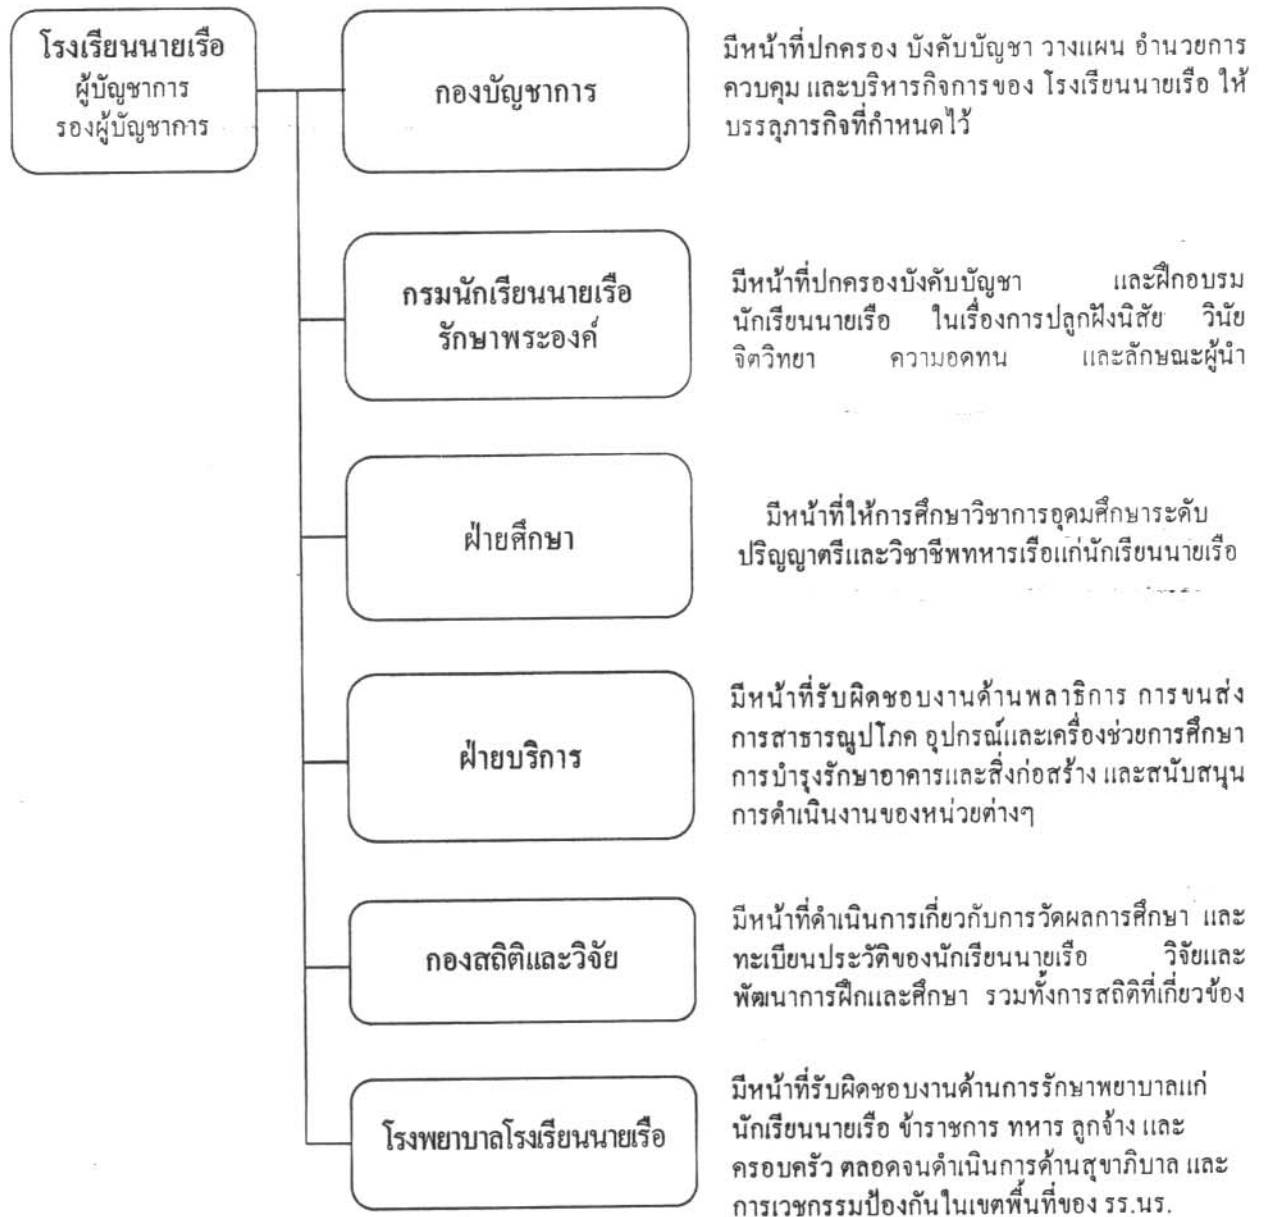 โรงเรียนนายเรือ
ผู้บัญชาการ
รองผู้บัญชาการ
กองบัญชาการ
มีหน้าที่ปกครอง บังคับบัญชา วางแผน อำนวยการ
ควบคุม และบริหารกิจการของ โรงเรียนนายเรือ ให้
บรรลุภารกิจที่กำหนดไว้
กรมนักเรียนนายเรือ
รักษาพระองค์
มีหน้าที่ปกครองบังคับบัญชา และฝึกอบรม
นักเรียนนายเรือ ในเรื่องการปลูกฝังนิสัย วินัย
จิตวิทยา ความอดทน และลักษณะผู้นำ
ฝ่ายศึกษา
มีหน้าที่ให้การศึกษาวิชาการอุดมศึกษาระดับ
ปริญญาตรีและวิชาชีพทหารเรือแก่นักเรียนนายเรือ
ฝ่ายบริการ
มีหน้าที่รับผิดชอบงานด้านพลาธิการ การขนส่ง
การสาธารณูปโภค อุปกรณ์และเครื่องช่วยการศึกษา
การบำรุงรักษาอาคารและสิ่งก่อสร้าง และสนับสนุน
การดำเนินงานของหน่วยต่างๆ
กองสถิติและวิจัย
มีหน้าที่ดำเนินการเกี่ยวกับการวัดผลการศึกษา และ
ทะเบียนประวัติของนักเรียนนายเรือ วิจัยและ
พัฒนาการฝึกและศึกษา รวมทั้งการสถิติที่เกี่ยวข้อง
โรงพยาบาลโรงเรียนนายเรือ
มีหน้าที่รับผิดชอบงานด้านการรักษาพยาบาลแก่
นักเรียนนายเรือ ข้าราชการ ทหาร ลูกจ้าง และ
ครอบครัว ตลอดจนดำเนินการด้านสุขาภิบาล และ
การเวชกรรมป้องกันในเขตพื้นที่ของ รร.นร.